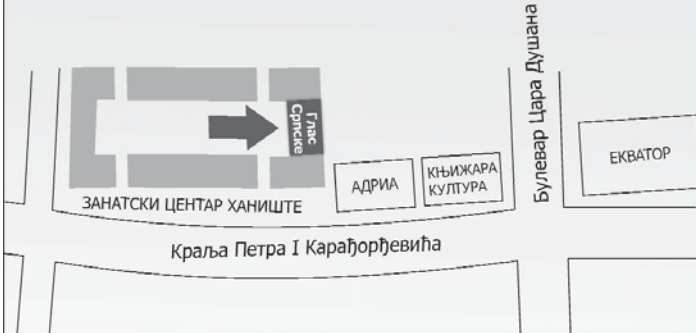 Булевар Цара Душана
Глас
Српске
ЕКВАТОР
КЊИЖАРА
КУЛТУРА
АДРИА
ЗАНАТСКИ ЦЕНТАР ХАНИШТЕ
Краља Петра I Карађорђевића